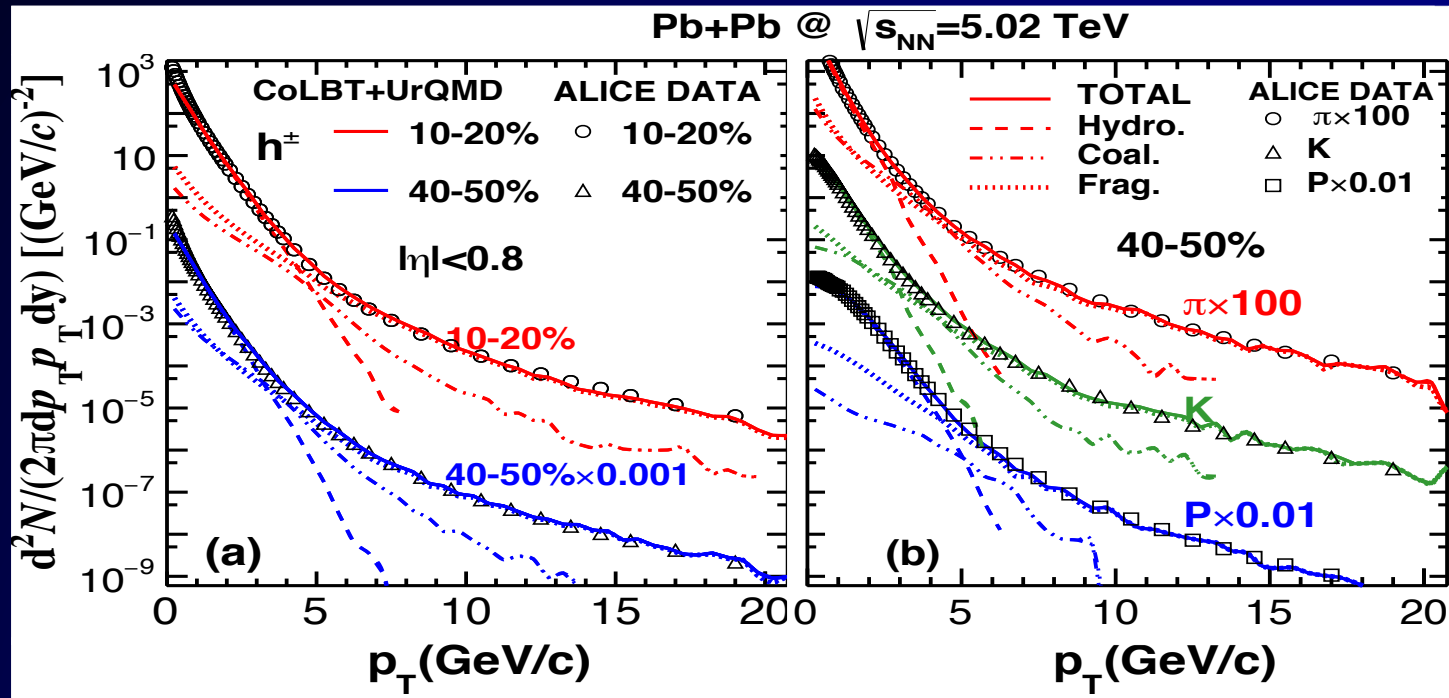 Pb+Pb @ √s_NN=5.02 TeV
d²N/(2πdp_T p_T dy) [(GeV/c)⁻²]
10³
10
10⁻¹
10⁻³
10⁻⁵
10⁻⁷
10⁻⁹
CoLBT+UrQMD ALICE DATA
h± 10-20% 10-20%
40-50% 40-50%
|η|<0.8
10-20%
40-50%×0.001
(a)
0 5 10 15 20
p_T(GeV/c)
TOTAL ALICE DATA
Hydro. π×100
Coal. K
Frag. P×0.01
40-50%
π×100
K
P×0.01
(b)
0 5 10 15 20
p_T(GeV/c)